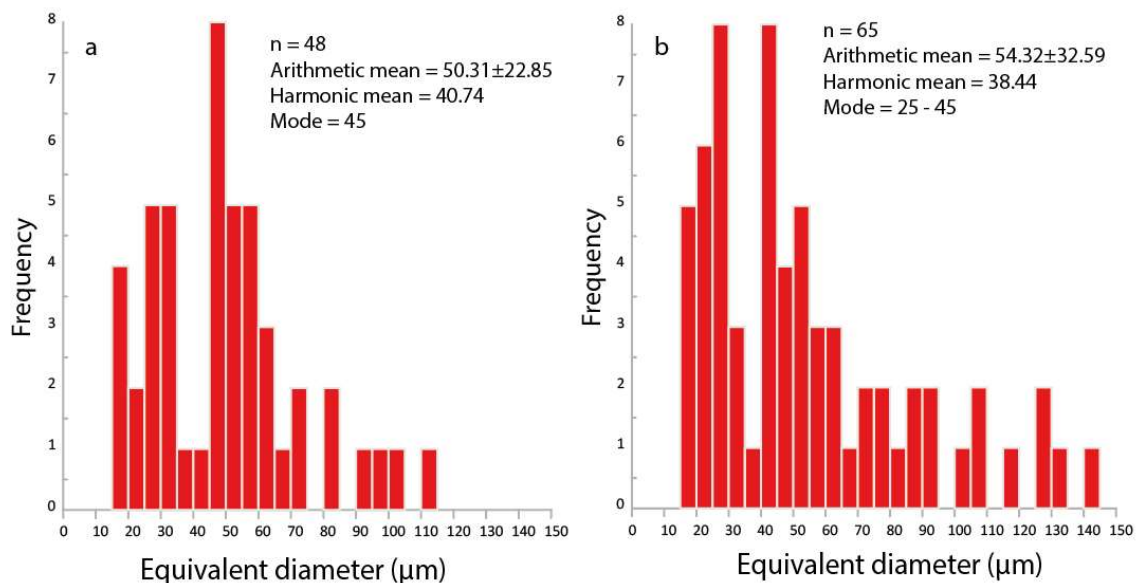 a
n = 48
Arithmetic mean = 50.31±22.85
Harmonic mean = 40.74
Mode = 45
Frequency
8
7
6
5
4
3
2
1
0
0 10 20 30 40 50 60 70 80 90 100 110 120 130 140 150
Equivalent diameter (µm)
b
n = 65
Arithmetic mean = 54.32±32.59
Harmonic mean = 38.44
Mode = 25 - 45
Frequency
8
7
6
5
4
3
2
1
0
0 10 20 30 40 50 60 70 80 90 100 110 120 130 140 150
Equivalent diameter (µm)